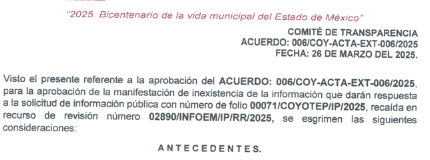 “2025. Bicentenario de la vida municipal del Estado de México”
COMITÉ DE TRANSPARENCIA
ACUERDO: 006/COY-ACTA-EXT-006/2025
FECHA: 26 DE MARZO DEL 2025.
Visto el presente referente a la aprobación del ACUERDO: 006/COY-ACTA-EXT-006/2025,
para la aprobación de la manifestación de inexistencia de la información que darán respuesta
a la solicitud de información pública con número de folio 00071/COYOTEP/IP/2025, recaída en
recurso de revisión número 02890/INFOEM/IP/RR/2025, se esgrimen las siguientes
consideraciones:
A N T E C E D E N T E S.